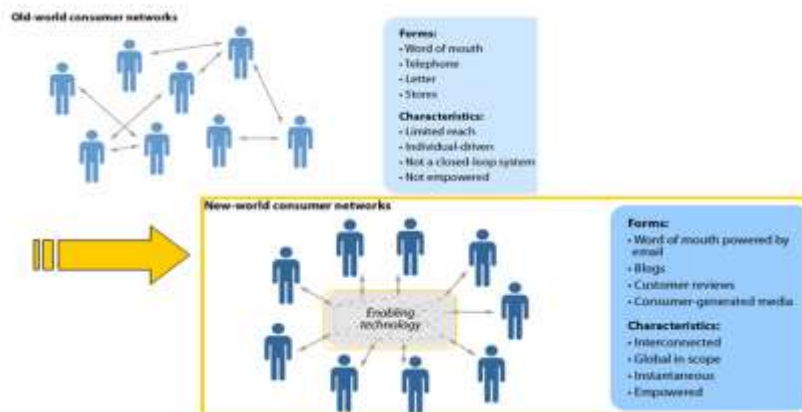 Old-world consumer networks
Forms:
• Word of mouth
• Telephone
• Letter
• Stores
Characteristics:
• Limited reach
• Individual-driven
• Not a closed-loop system
• Not empowered
New-world consumer networks
Enabling
technology
Forms:
• Word of mouth powered by
email
• Blogs
• Customer reviews
• Consumer-generated media
Characteristics:
• Interconnected
• Global in scope
• Instantaneous
• Empowered